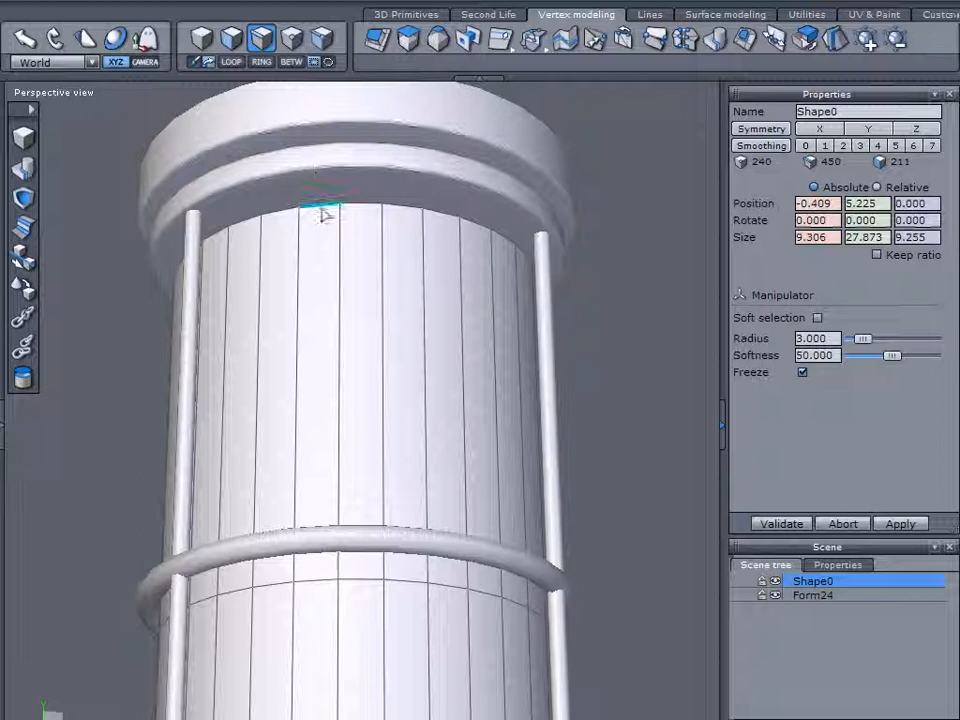 3D Primitives Second Life Vertex modeling Lines Surface modeling Utilities UV & Paint Custom
World XYZ CAMERA LOOP RING BETW
Perspective view
Properties
Name Shape0
Symmetry X Y Z
Smoothing 0 1 2 3 4 5 6 7
240 450 211
Absolute Relative
Position -0.409 5.225 0.000
Rotate 0.000 0.000 0.000
Size 9.306 27.873 9.255
Keep ratio
Manipulator
Soft selection
Radius 3.000
Softness 50.000
Freeze
Validate Abort Apply
Scene
Scene tree Properties
Shape0
Form24
Y